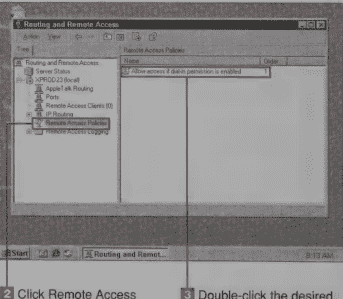 Routing and Remote Access
Action View
Tree
Remote Access Policies
Routing and Remote Access
Server Status
XPROD23 (local)
AppleTalk Routing
Ports
Remote Access Clients (0)
IP Routing
Remote Access Policies
Remote Access Logging
Name Order
Allow access if dial-in permission is enabled 1
Start Routing and Remot... 8:13 AM
2 Click Remote Access
3 Double-click the desired